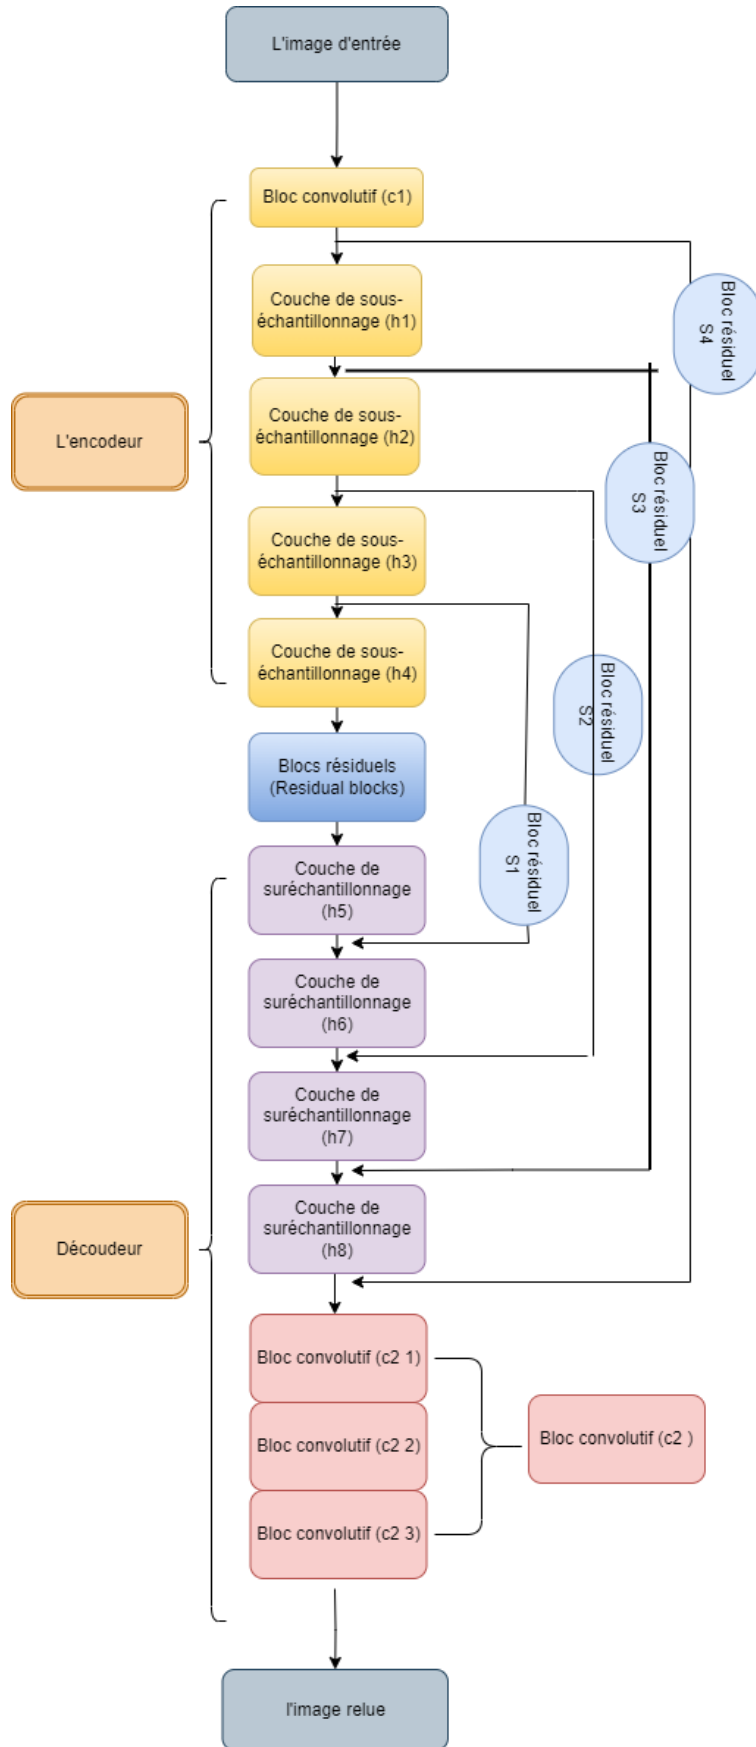 L'image d'entrée
Bloc convolutif (c1)
Couche de sous-
échantillonnage (h1)
Bloc résiduel
S4
Couche de sous-
échantillonnage (h2)
L'encodeur
Bloc résiduel
S3
Couche de sous-
échantillonnage (h3)
Couche de sous-
échantillonnage (h4)
Bloc résiduel
S2
Blocs résiduels
(Residual blocks)
Bloc résiduel
S1
Couche de
suréchantillonnage
(h5)
Couche de
suréchantillonnage
(h6)
Couche de
suréchantillonnage
(h7)
Couche de
suréchantillonnage
(h8)
Découdeur
Bloc convolutif (c2 1)
Bloc convolutif (c2 2)
Bloc convolutif (c2 )
Bloc convolutif (c2 3)
l'image relue